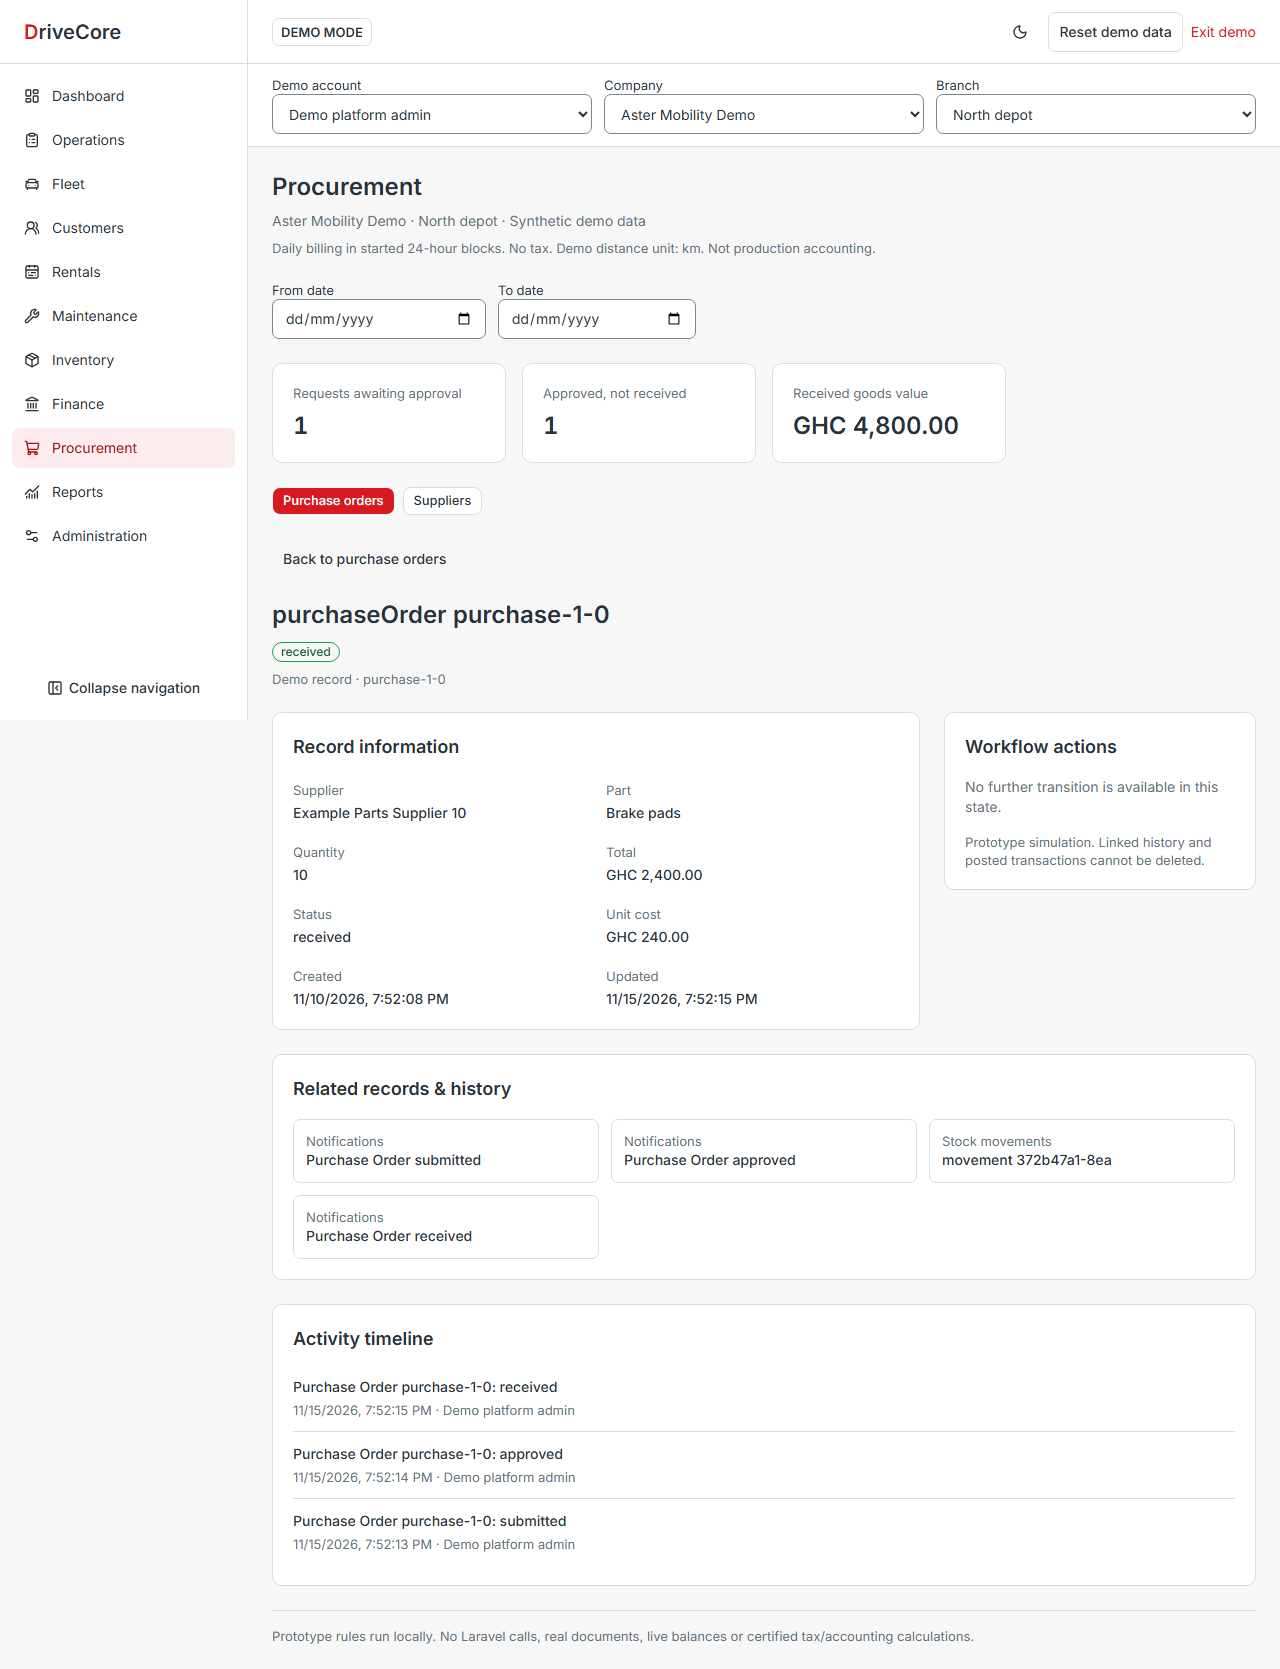 DriveCore
DEMO MODE
Reset demo data
Exit demo
Dashboard
Operations
Fleet
Customers
Rentals
Maintenance
Inventory
Finance
Procurement
Reports
Administration
Collapse navigation
Demo account
Company
Branch
Demo platform admin
Aster Mobility Demo
North depot
Procurement
Aster Mobility Demo · North depot · Synthetic demo data
Daily billing in started 24-hour blocks. No tax. Demo distance unit: km. Not production accounting.
From date
To date
dd/mm/yyyy
dd/mm/yyyy
Requests awaiting approval
1
Approved, not received
1
Received goods value
GHC 4,800.00
Purchase orders
Suppliers
Back to purchase orders
purchaseOrder purchase-1-0
received
Demo record · purchase-1-0
Record information
Supplier
Example Parts Supplier 10
Part
Brake pads
Quantity
10
Total
GHC 2,400.00
Status
received
Unit cost
GHC 240.00
Created
11/10/2026, 7:52:08 PM
Updated
11/15/2026, 7:52:15 PM
Workflow actions
No further transition is available in this
state.
Prototype simulation. Linked history and
posted transactions cannot be deleted.
Related records & history
Notifications
Purchase Order submitted
Notifications
Purchase Order approved
Stock movements
movement 372b47a1-8ea
Notifications
Purchase Order received
Activity timeline
Purchase Order purchase-1-0: received
11/15/2026, 7:52:15 PM · Demo platform admin
Purchase Order purchase-1-0: approved
11/15/2026, 7:52:14 PM · Demo platform admin
Purchase Order purchase-1-0: submitted
11/15/2026, 7:52:13 PM · Demo platform admin
Prototype rules run locally. No Laravel calls, real documents, live balances or certified tax/accounting calculations.